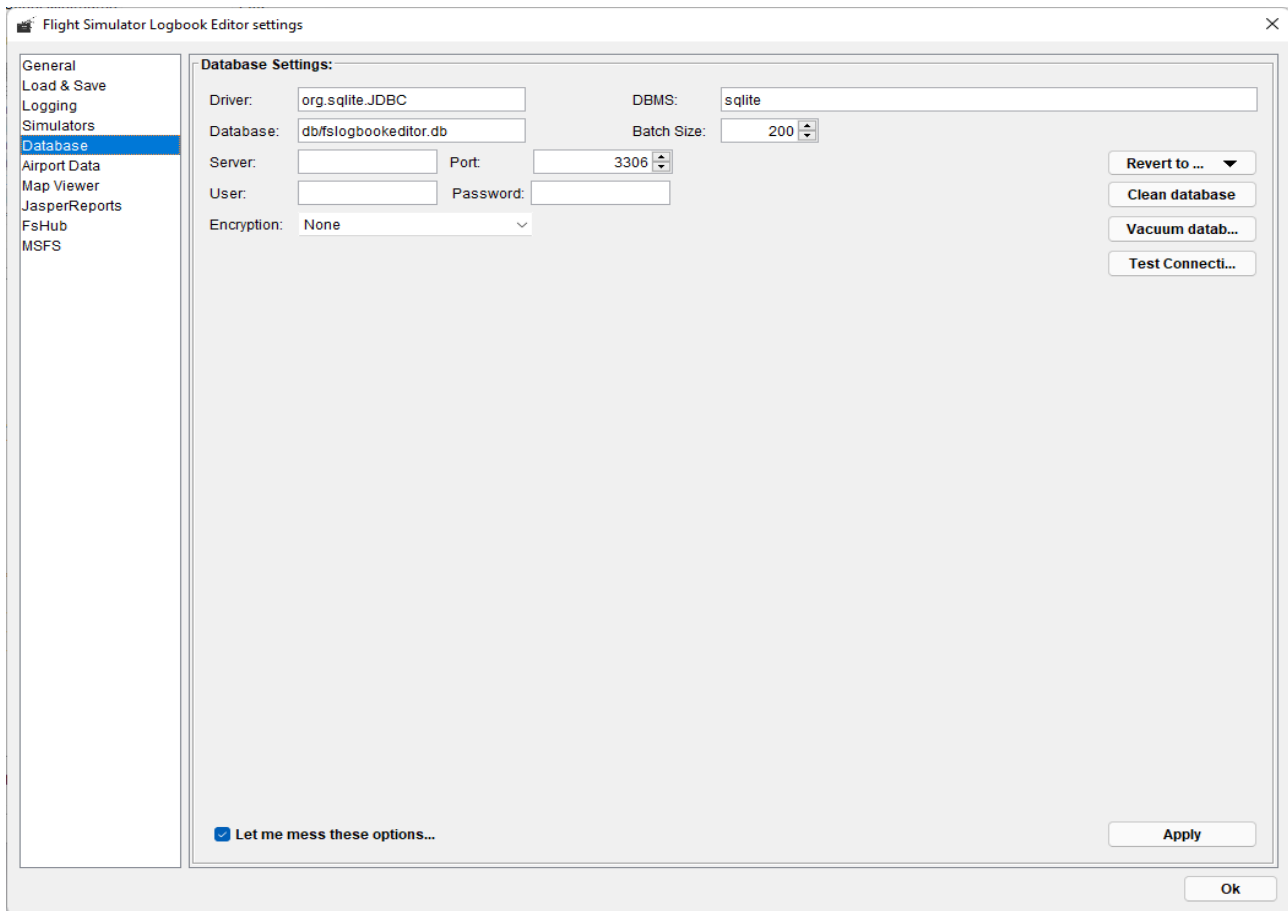 Flight Simulator Logbook Editor settings
General
Load & Save
Logging
Simulators
Database
Airport Data
Map Viewer
JasperReports
FsHub
MSFS
Database Settings:
Driver: org.sqlite.JDBC DBMS: sqlite
Database: db/fslogbookeditor.db Batch Size: 200
Server: Port: 3306
User: Password:
Encryption: None
Revert to ...
Clean database
Vacuum datab...
Test Connecti...
Let me mess these options...
Apply
Ok